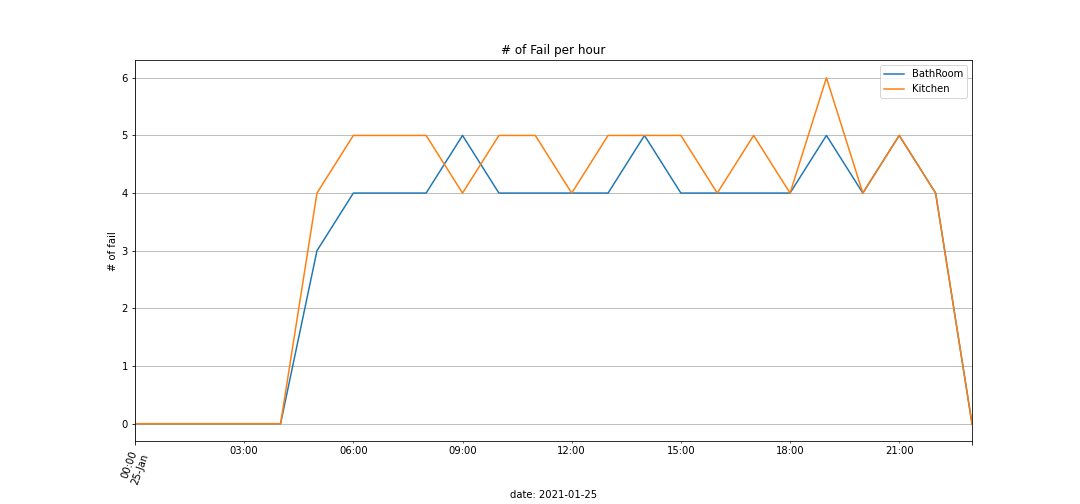 # of Fail per hour
BathRoom
Kitchen
# of fail
6
5
4
3
2
1
0
00:00
25-Jan
03:00
06:00
09:00
12:00
15:00
18:00
21:00
date: 2021-01-25